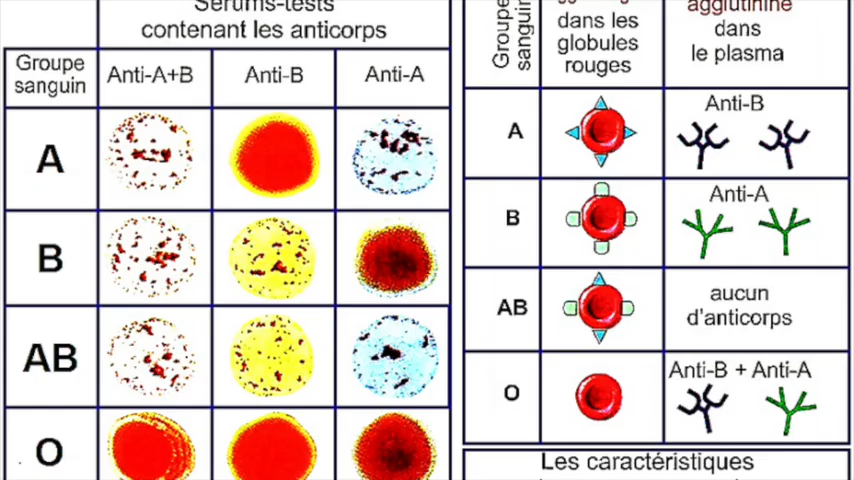 Sérums-tests
contenant les anticorps
Groupe
sanguin
Anti-A+B
Anti-B
Anti-A
A
B
AB
O
Groupe
sanguin
dans les
globules
rouges
agglutinine
dans
le plasma
A
Anti-B
B
Anti-A
AB
aucun
d'anticorps
O
Anti-B + Anti-A
Les caractéristiques